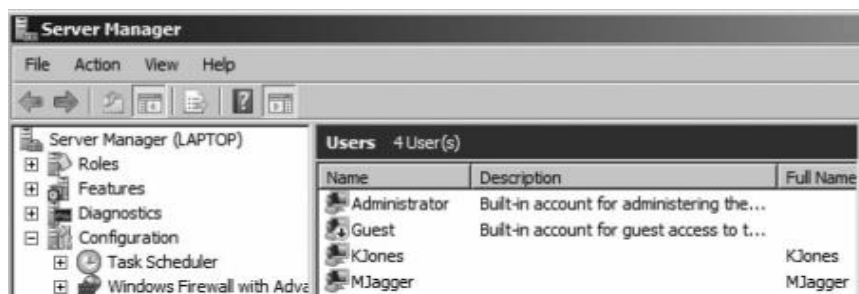 Server Manager
File Action View Help
Server Manager (LAPTOP)
Roles
Features
Diagnostics
Configuration
Task Scheduler
Windows Firewall with Adva
Users 4 User(s)
Name Description Full Name
Administrator Built-in account for administering the...
Guest Built-in account for guest access to t...
KJones KJones
MJagger MJagger